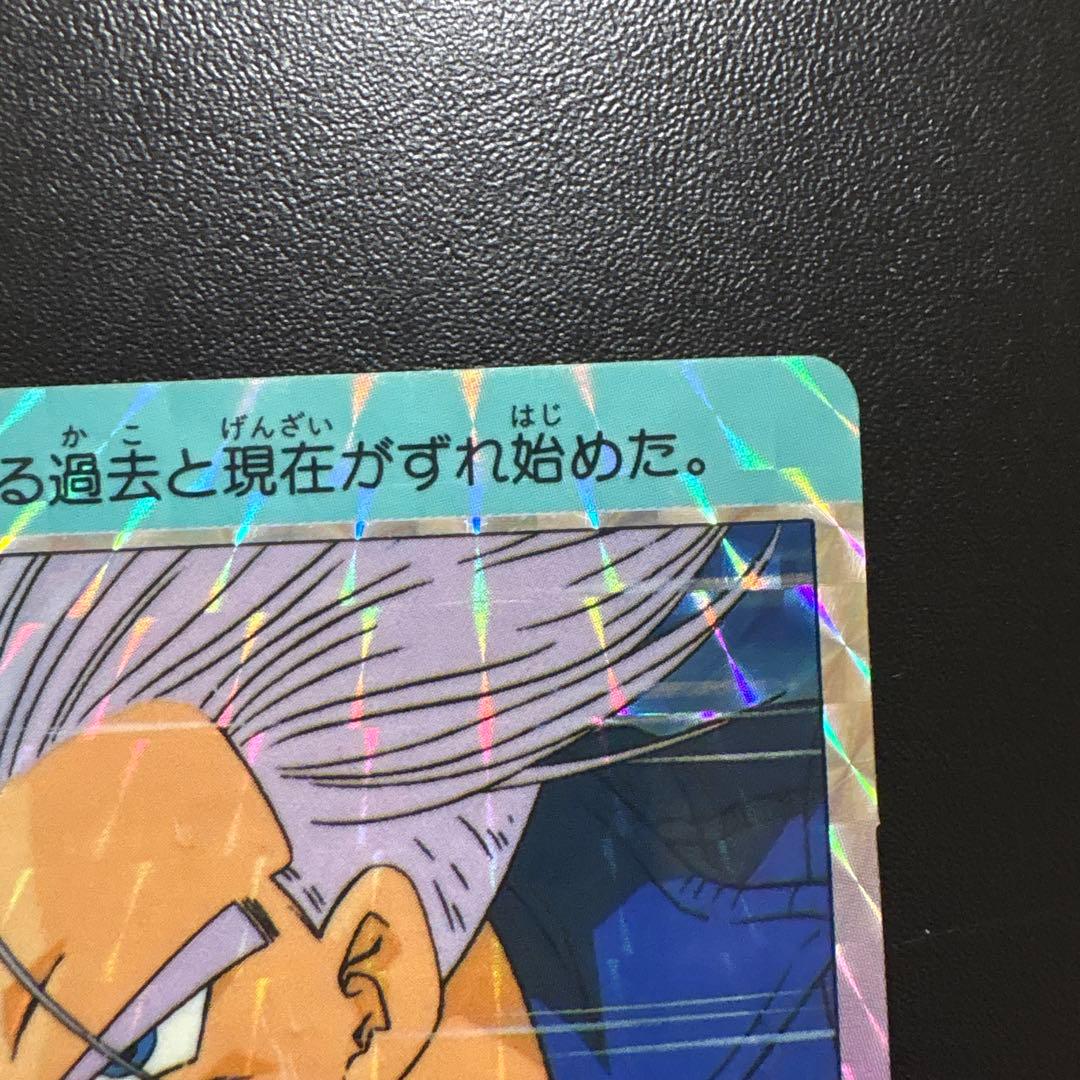 かこ げんざい はじ
る過去と現在がずれ始めた。